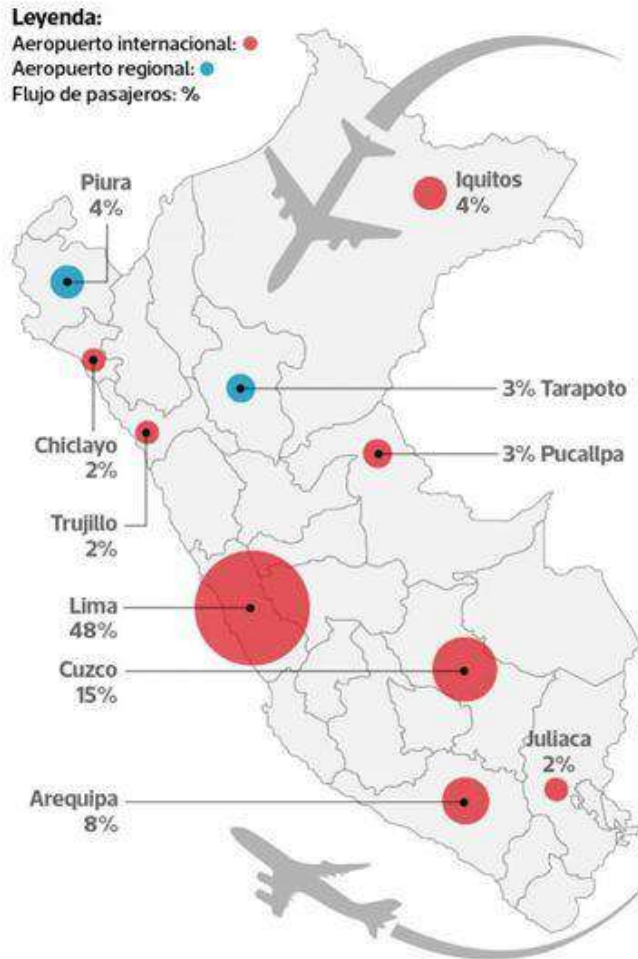 Leyenda:
Aeropuerto internacional:
Aeropuerto regional:
Flujo de pasajeros: %
Piura
4%
Iquitos
4%
3% Tarapoto
Chiclayo
2%
3% Pucallpa
Trujillo
2%
Lima
48%
Cuzco
15%
Juliaca
2%
Arequipa
8%